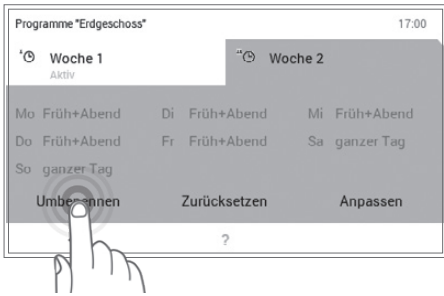 Programme "Erdgeschoss" 17:00
Woche 1 Woche 2
Aktiv
Mo Früh+Abend Di Früh+Abend Mi Früh+Abend
Do Früh+Abend Fr Früh+Abend Sa ganzer Tag
So ganzer Tag
Umbenennen Zurücksetzen Anpassen
?